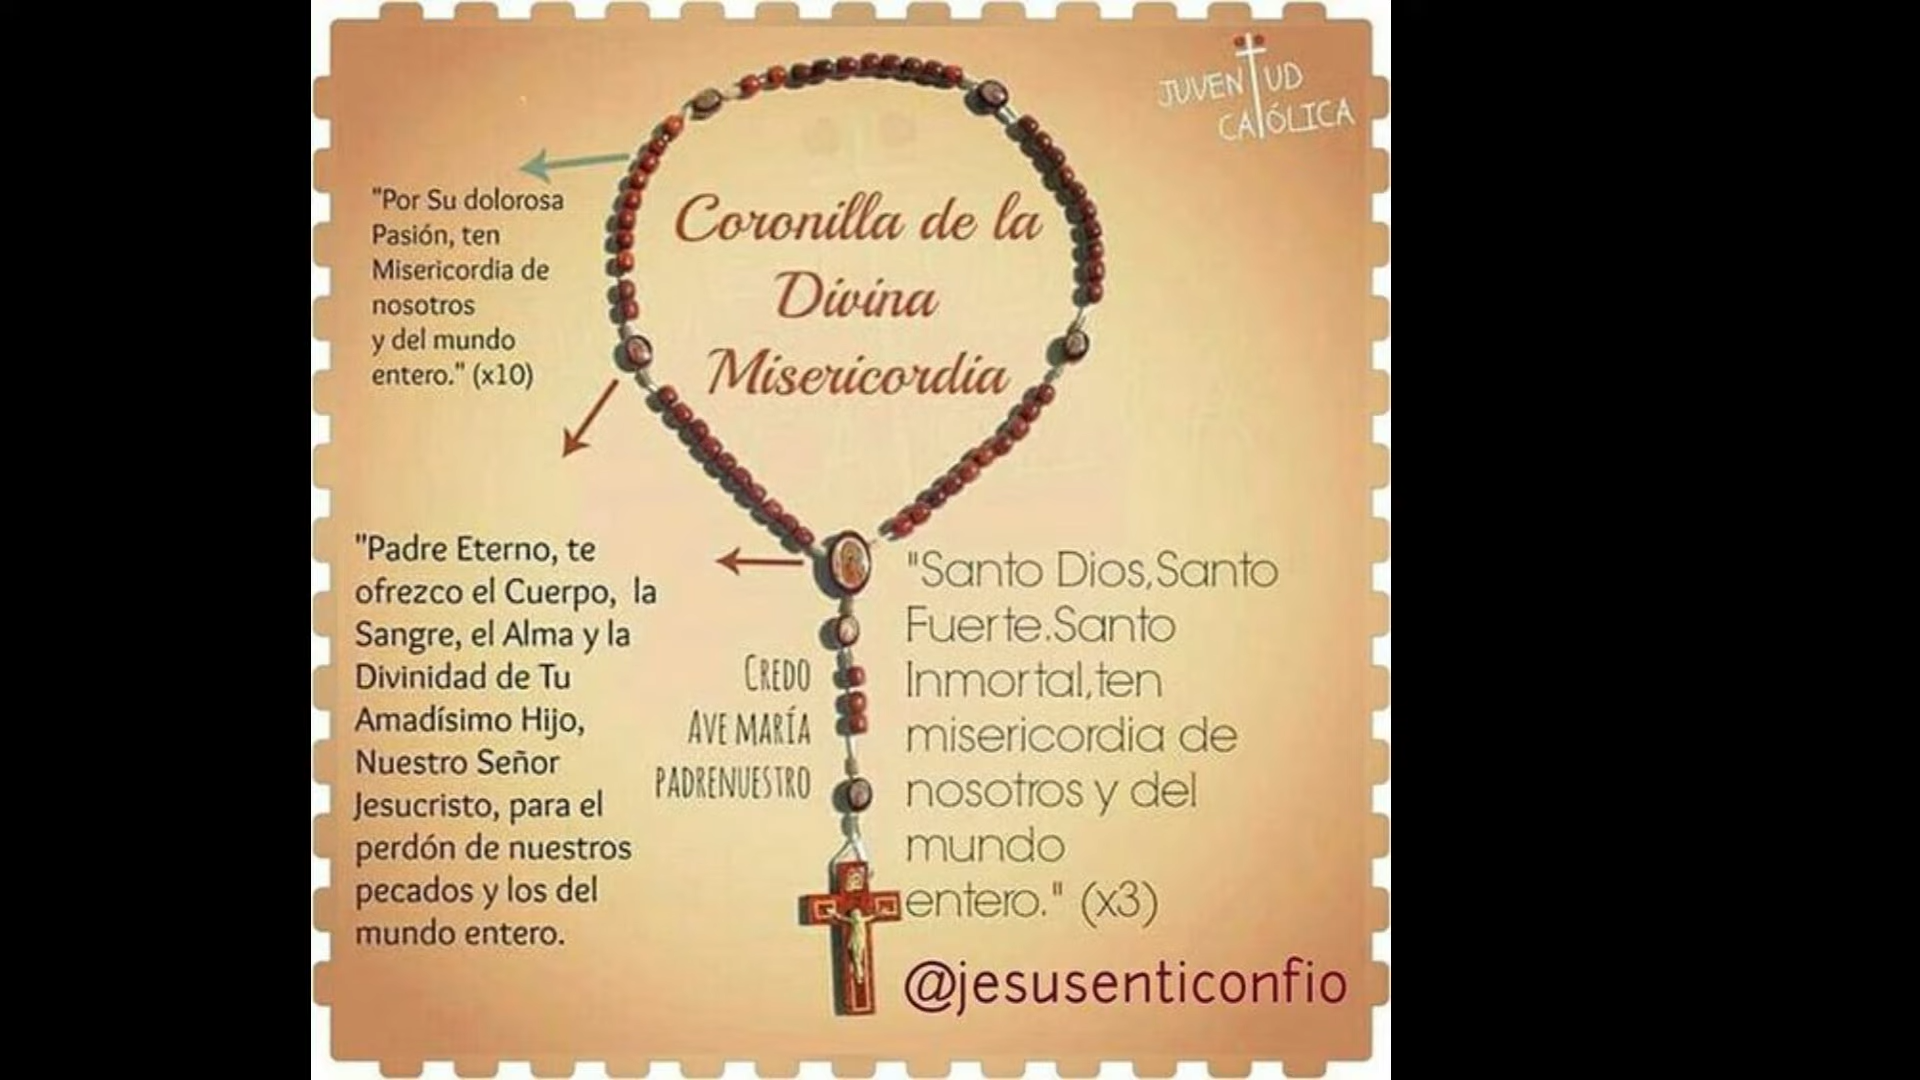 JUVENTUD
CATÓLICA
"Por Su dolorosa
Pasión, ten
Misericordia de
nosotros
y del mundo
entero." (x10)
Coronilla de la
Divina
Misericordia
"Padre Eterno, te
ofrezco el Cuerpo, la
Sangre, el Alma y la
Divinidad de Tu
Amadísimo Hijo,
Nuestro Señor
Jesucristo, para el
perdón de nuestros
pecados y los del
mundo entero.
CREDO
AVE MARÍA
PADRENUESTRO
"Santo Dios,Santo
Fuerte.Santo
Inmortal,ten
misericordia de
nosotros y del
mundo
entero." (x3)
@jesusenticonfio